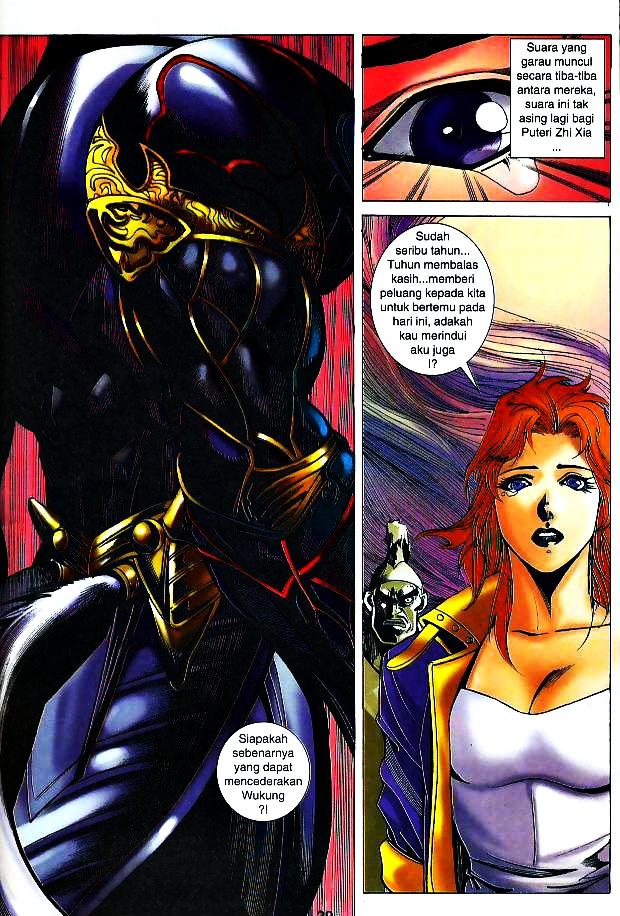 Suara yang
garau muncul
secara tiba-tiba
antara mereka,
suara ini tak
asing lagi bagi
Puteri Zhi Xia
...
Sudah
seribu tahun...
Tuhun membalas
kasih...memberi
peluang kepada kita
untuk bertemu pada
hari ini, adakah
kau merindui
aku juga
!?
Siapakah
sebenarnya
yang dapat
mencederakan
Wukung
?!